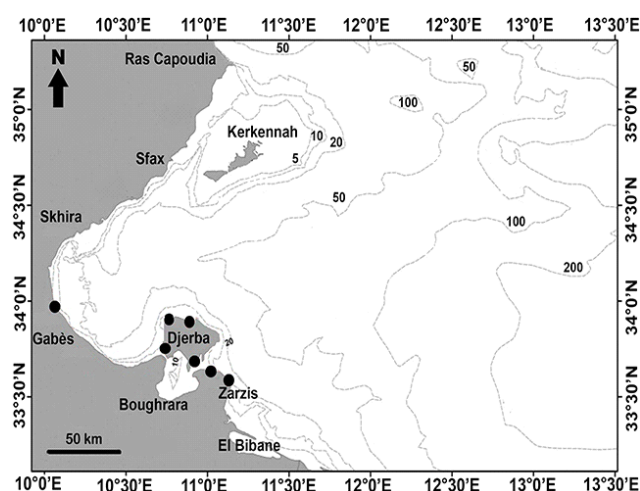 10°0'E 10°30'E 11°0'E 11°30'E 12°0'E 12°30'E 13°0'E 13°30'E
N
Ras Capoudia
50
50
100
35°0'N
35°0'N
Kerkennah
10
20
Sfax
5
50
34°30'N
34°30'N
Skhira
100
200
34°0'N
34°0'N
Gabès
Djerba
20
10
33°30'N
33°30'N
Boughrara
Zarzis
50 km
El Bibane
10°0'E 10°30'E 11°0'E 11°30'E 12°0'E 12°30'E 13°0'E 13°30'E